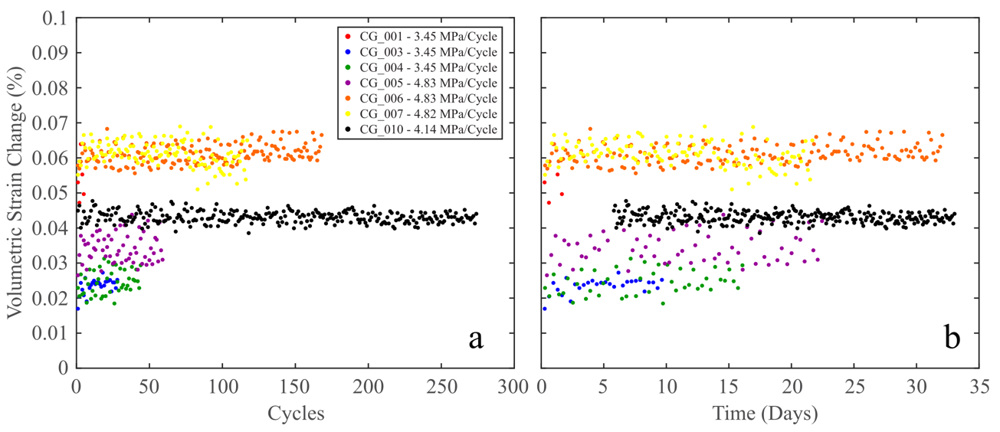 Volumetric Strain Change (%)
0.1
0.09
0.08
0.07
0.06
0.05
0.04
0.03
0.02
0.01
0
CG_001 - 3.45 MPa/Cycle
CG_003 - 3.45 MPa/Cycle
CG_004 - 3.45 MPa/Cycle
CG_005 - 4.83 MPa/Cycle
CG_006 - 4.83 MPa/Cycle
CG_007 - 4.82 MPa/Cycle
CG_010 - 4.14 MPa/Cycle
a
b
0 50 100 150 200 250 300
0 5 10 15 20 25 30 35
Cycles
Time (Days)